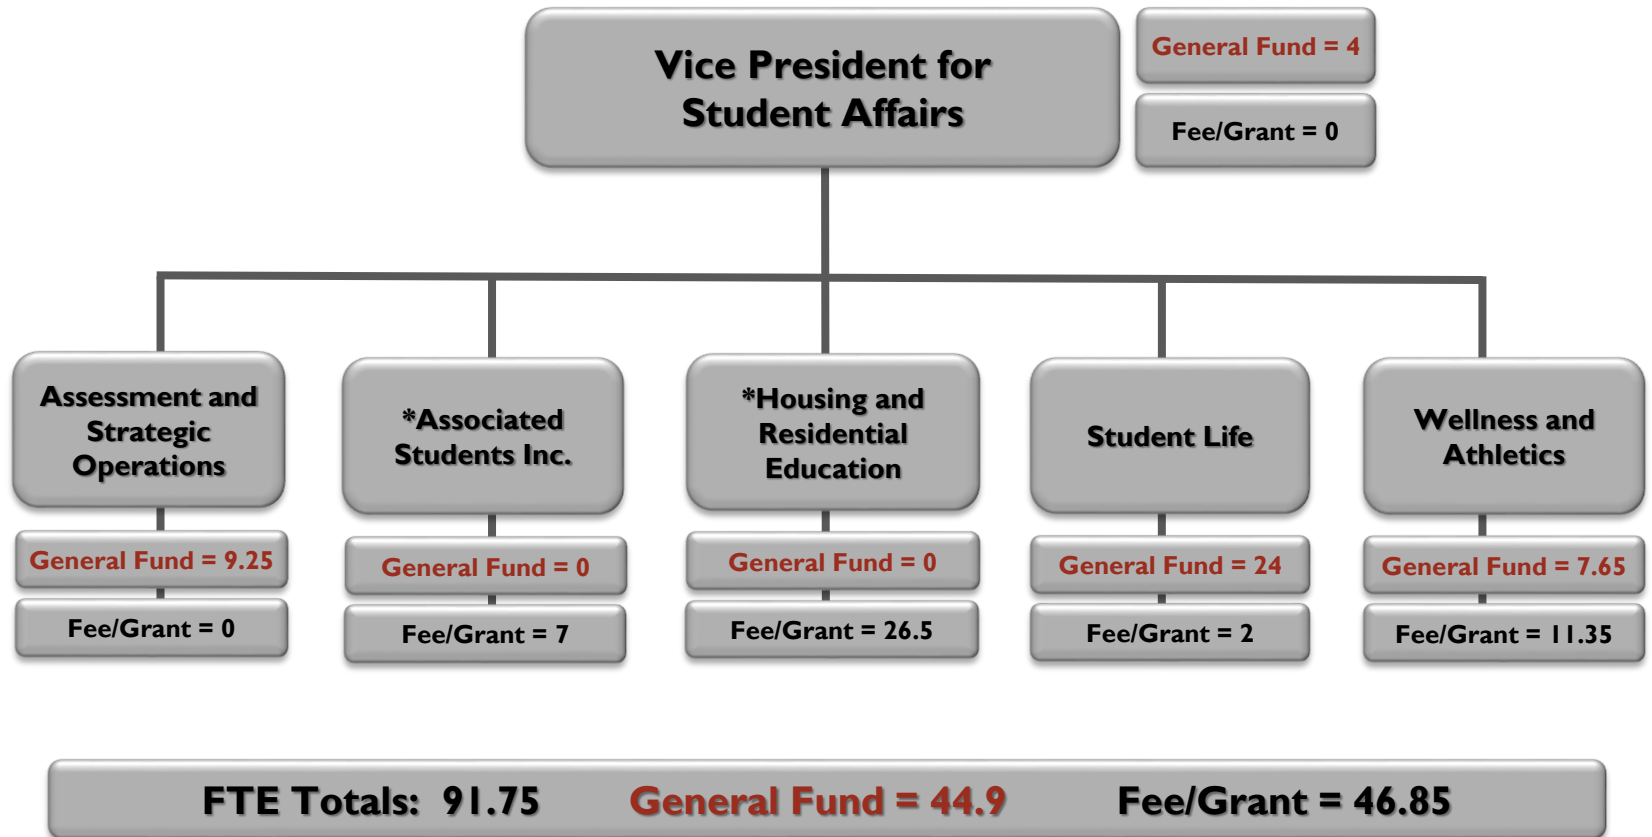 Vice President for
Student Affairs
General Fund = 4
Fee/Grant = 0
Assessment and
Strategic
Operations
General Fund = 9.25
Fee/Grant = 0
*Associated
Students Inc.
General Fund = 0
Fee/Grant = 7
*Housing and
Residential
Education
General Fund = 0
Fee/Grant = 26.5
Student Life
General Fund = 24
Fee/Grant = 2
Wellness and
Athletics
General Fund = 7.65
Fee/Grant = 11.35
FTE Totals: 91.75 General Fund = 44.9 Fee/Grant = 46.85